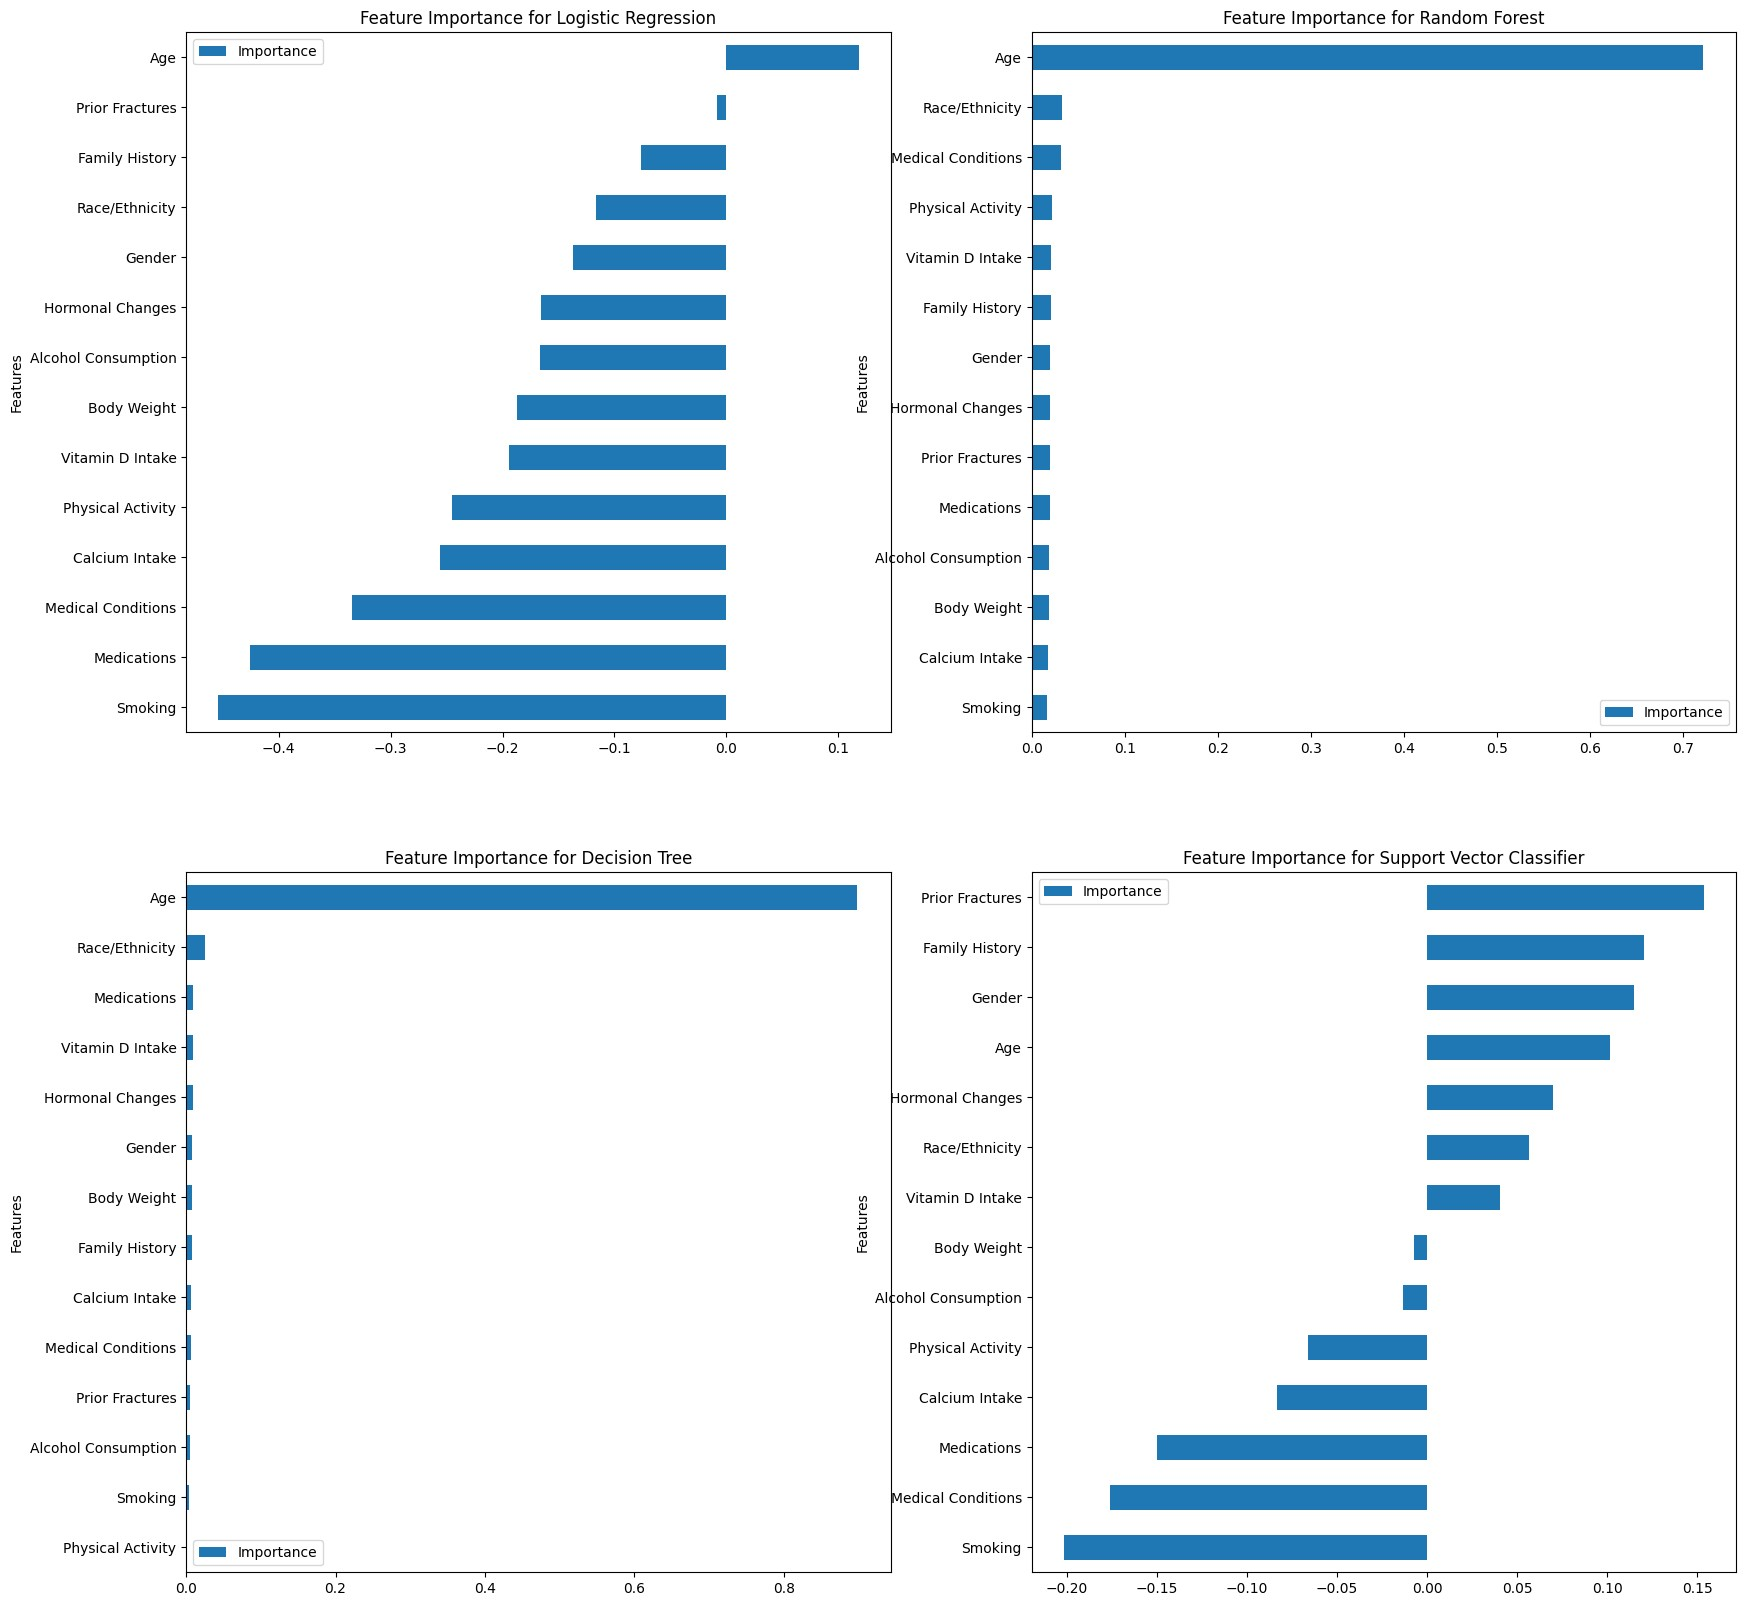 Feature Importance for Logistic Regression
Importance
Age
Prior Fractures
Family History
Race/Ethnicity
Gender
Hormonal Changes
Alcohol Consumption
Body Weight
Vitamin D Intake
Physical Activity
Calcium Intake
Medical Conditions
Medications
Smoking
Features
−0.4 −0.3 −0.2 −0.1 0.0 0.1
Feature Importance for Random Forest
Age
Race/Ethnicity
Medical Conditions
Physical Activity
Vitamin D Intake
Family History
Gender
Hormonal Changes
Prior Fractures
Medications
Alcohol Consumption
Body Weight
Calcium Intake
Smoking
Features
Importance
0.0 0.1 0.2 0.3 0.4 0.5 0.6 0.7
Feature Importance for Decision Tree
Age
Race/Ethnicity
Medications
Vitamin D Intake
Hormonal Changes
Gender
Body Weight
Family History
Calcium Intake
Medical Conditions
Prior Fractures
Alcohol Consumption
Smoking
Physical Activity
Features
Importance
0.0 0.2 0.4 0.6 0.8
Feature Importance for Support Vector Classifier
Importance
Prior Fractures
Family History
Gender
Age
Hormonal Changes
Race/Ethnicity
Vitamin D Intake
Body Weight
Alcohol Consumption
Physical Activity
Calcium Intake
Medications
Medical Conditions
Smoking
Features
−0.20 −0.15 −0.10 −0.05 0.00 0.05 0.10 0.15